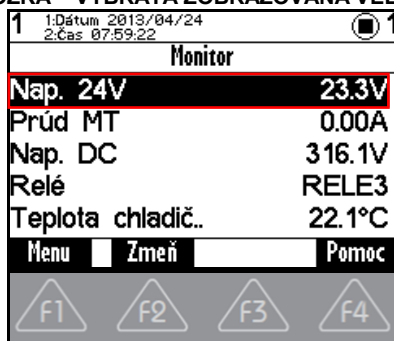 1 1:Dátum 2013/04/24 1
2:Čas 07:59:22
Monitor
Nap. 24V 23.3V
Prúd MT 0.00A
Nap. DC 316.1V
Relé RELE3
Teplota chladič.. 22.1°C
Menu Zmeň Pomoc
F1 F2 F3 F4